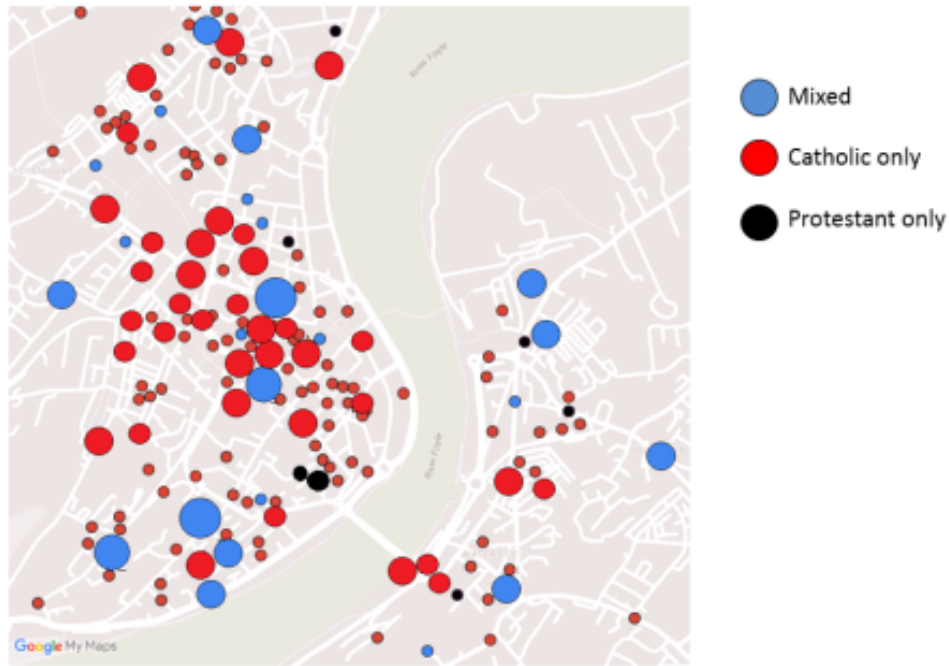 River Foyle
Mixed
Catholic only
Protestant only
River Foyle
Google My Maps